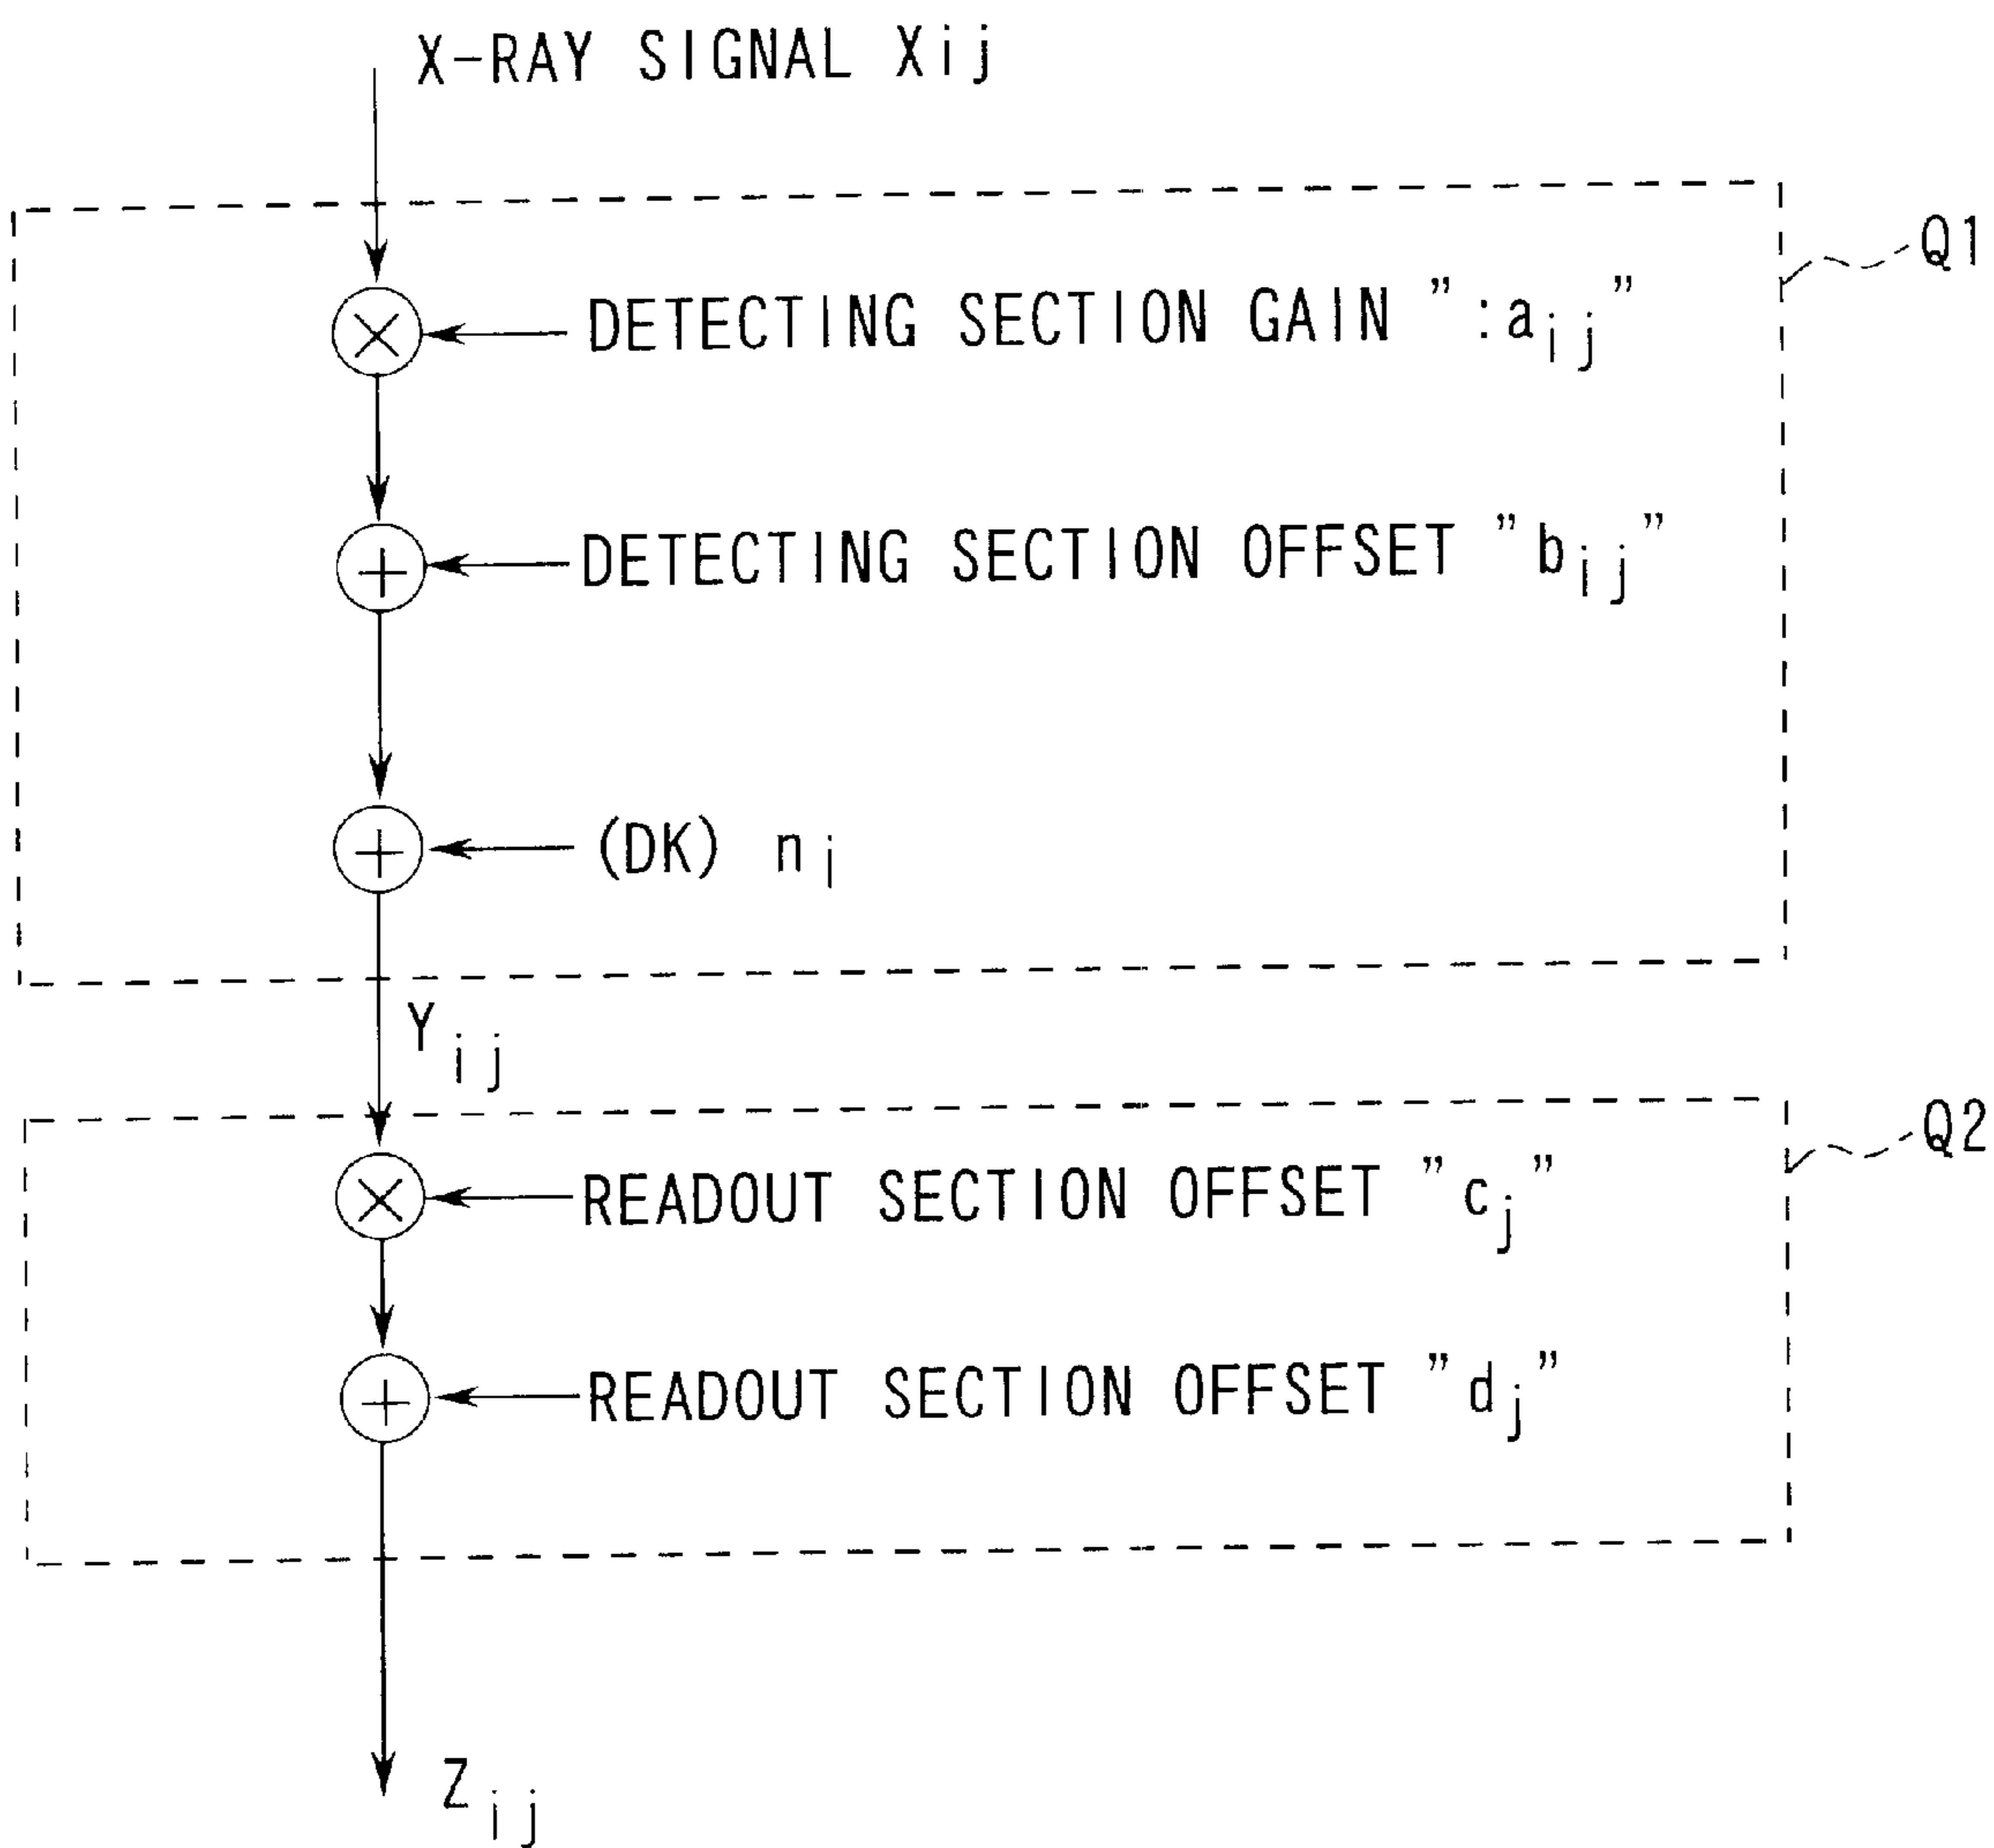 X-RAY SIGNAL Xij
Q1
DETECTING SECTION GAIN ":aij"
DETECTING SECTION OFFSET "bij"
(DK) ni
Yij
Q2
READOUT SECTION OFFSET "cj"
READOUT SECTION OFFSET "dj"
Zij